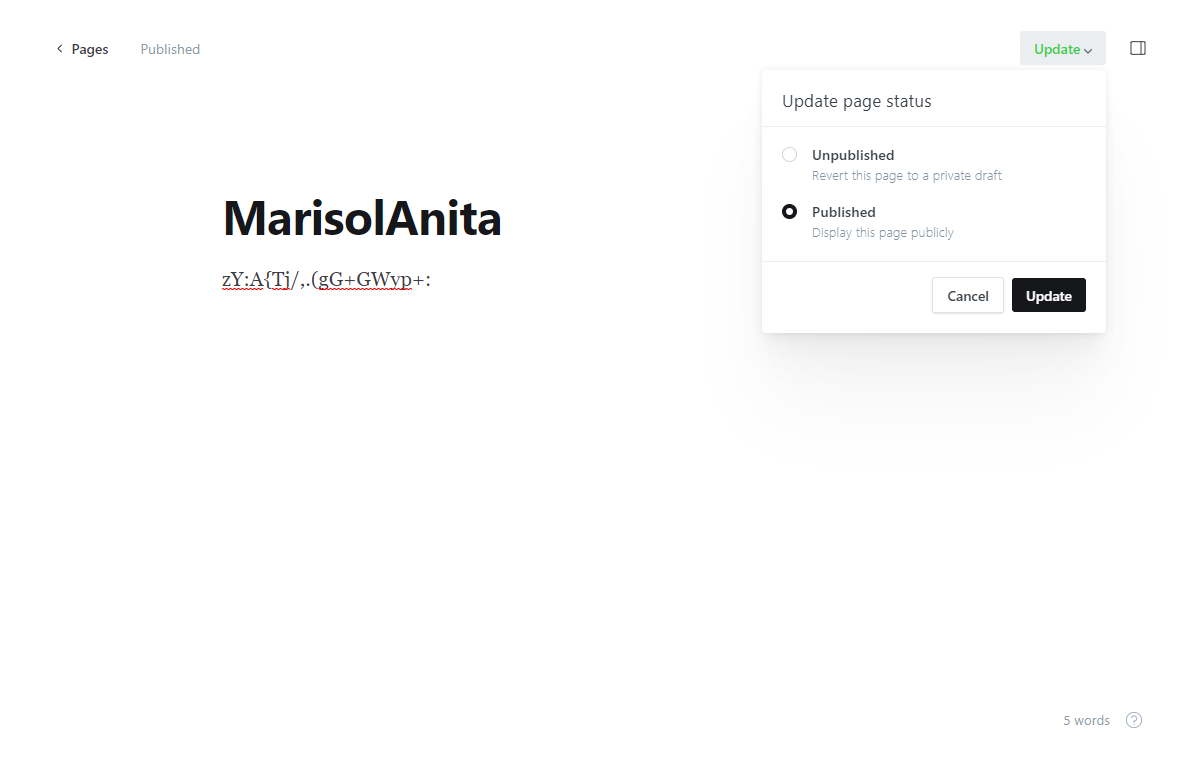 Pages Published Update
Update page status
Unpublished
Revert this page to a private draft
Published
Display this page publicly
Cancel Update
MarisolAnita
zY:A{Tj/,.(gG+GWyp+:
5 words ?